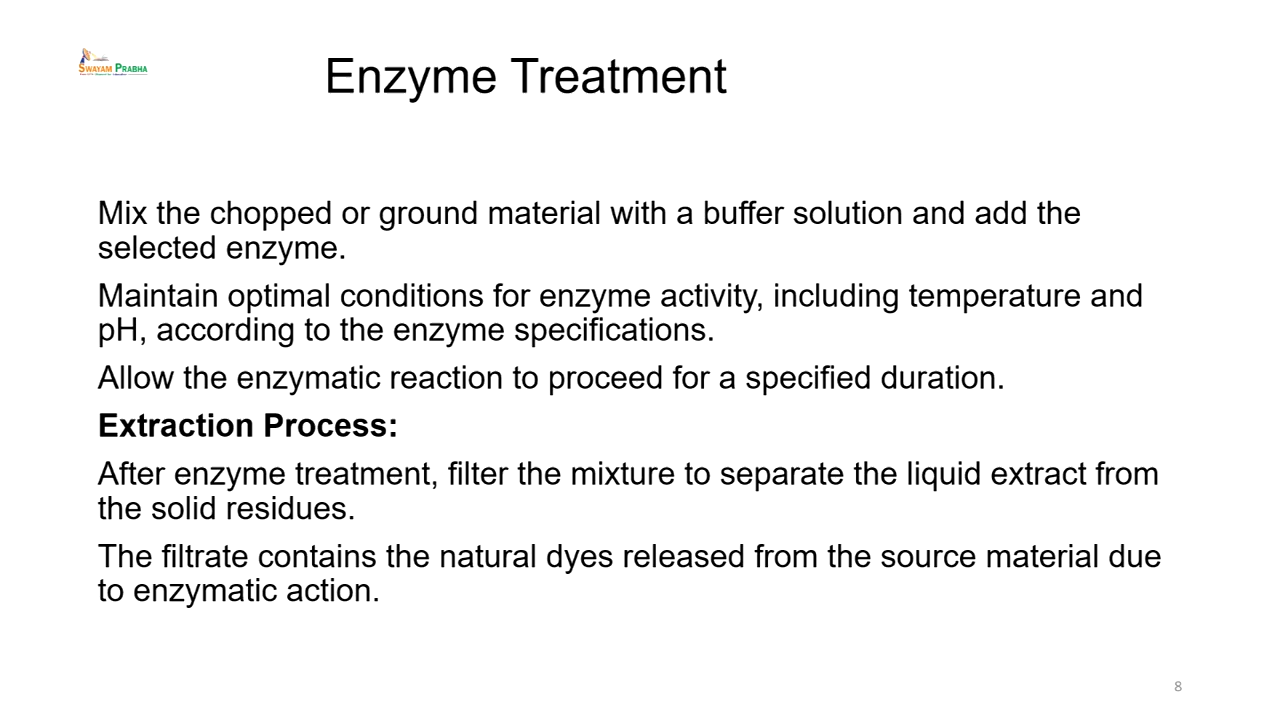 SWAYAM PRABHA
Enzyme Treatment
Mix the chopped or ground material with a buffer solution and add the
selected enzyme.
Maintain optimal conditions for enzyme activity, including temperature and
pH, according to the enzyme specifications.
Allow the enzymatic reaction to proceed for a specified duration.
Extraction Process:
After enzyme treatment, filter the mixture to separate the liquid extract from
the solid residues.
The filtrate contains the natural dyes released from the source material due
to enzymatic action.
8